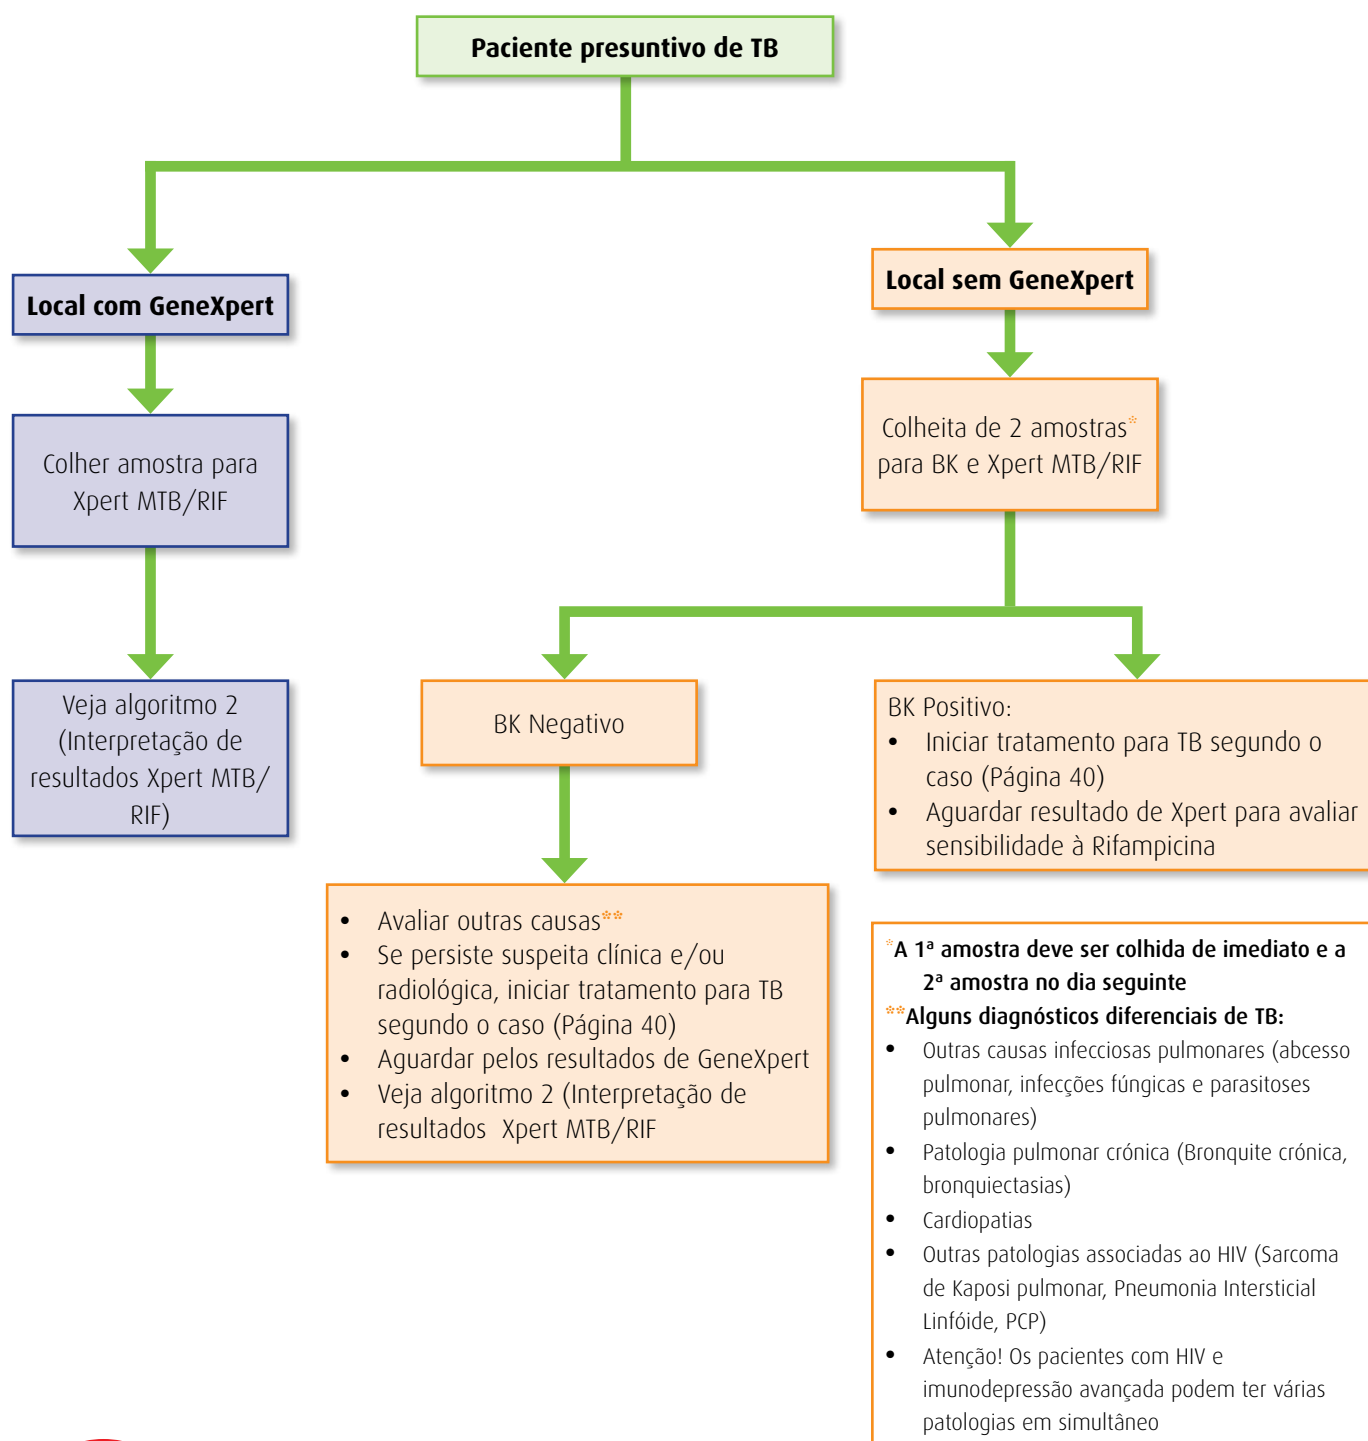 Paciente presuntivo de TB
Local com GeneXpert
Local sem GeneXpert
Colher amostra para
Xpert MTB/RIF
Colheita de 2 amostras*
para BK e Xpert MTB/RIF
Veja algoritmo 2
(Interpretação de
resultados Xpert MTB/
RIF)
BK Negativo
BK Positivo:
• Iniciar tratamento para TB segundo o
caso (Página 40)
• Aguardar resultado de Xpert para avaliar
sensibilidade à Rifampicina
• Avaliar outras causas**
• Se persiste suspeita clínica e/ou
radiológica, iniciar tratamento para TB
segundo o caso (Página 40)
• Aguardar pelos resultados de GeneXpert
• Veja algoritmo 2 (Interpretação de
resultados Xpert MTB/RIF
*A 1ª amostra deve ser colhida de imediato e a
2ª amostra no dia seguinte
**Alguns diagnósticos diferenciais de TB:
• Outras causas infecciosas pulmonares (abcesso
pulmonar, infecções fúngicas e parasitoses
pulmonares)
• Patologia pulmonar crónica (Bronquite crónica,
bronquiectasias)
• Cardiopatias
• Outras patologias associadas ao HIV (Sarcoma
de Kaposi pulmonar, Pneumonia Intersticial
Linfóide, PCP)
• Atenção! Os pacientes com HIV e
imunodepressão avançada podem ter várias
patologias em simultâneo